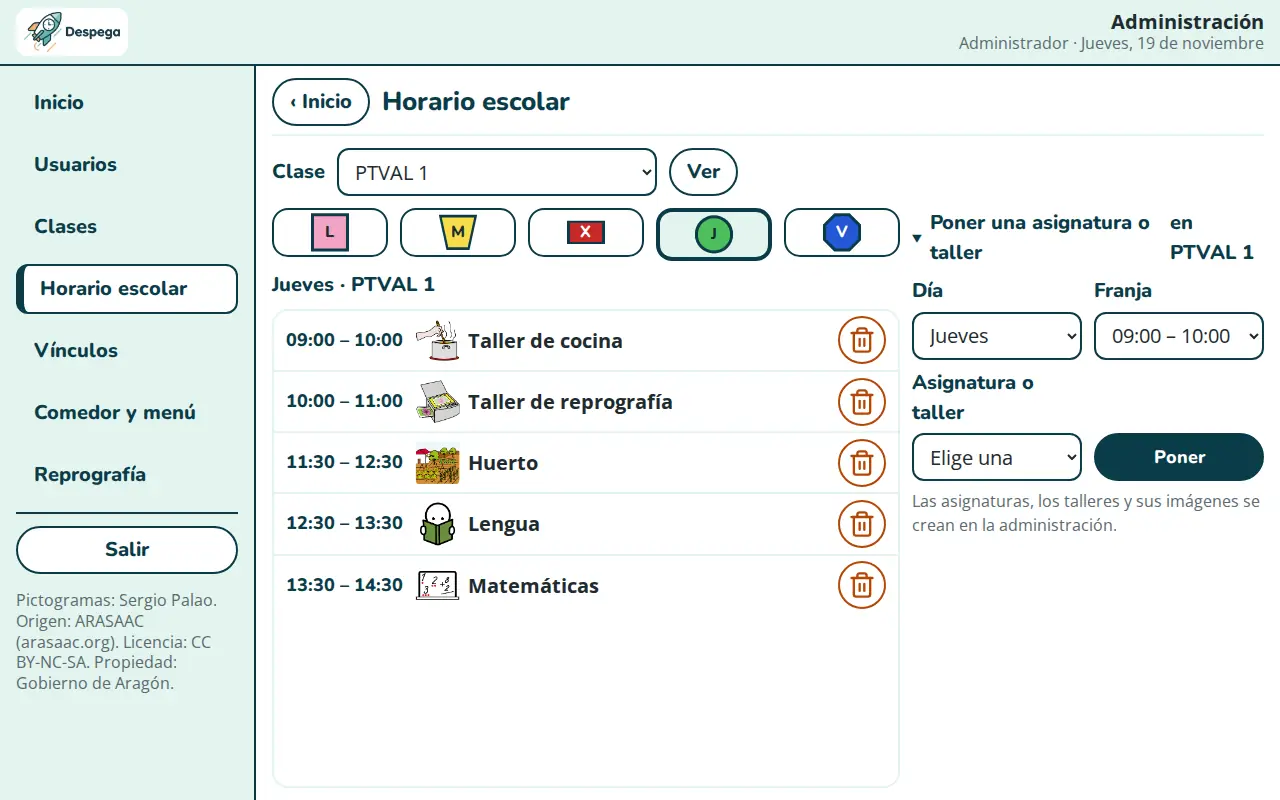 Despega
Administración
Administrador · Jueves, 19 de noviembre
Inicio
Usuarios
Clases
Horario escolar
Vínculos
Comedor y menú
Reprografía
Salir
Pictogramas: Sergio Palao.
Origen: ARASAAC
(arasaac.org). Licencia: CC
BY-NC-SA. Propiedad:
Gobierno de Aragón.
‹ Inicio
Horario escolar
Clase
PTVAL 1
Ver
L
M
X
J
V
Jueves · PTVAL 1
09:00 – 10:00 Taller de cocina
10:00 – 11:00 Taller de reprografía
11:30 – 12:30 Huerto
12:30 – 13:30 Lengua
13:30 – 14:30 Matemáticas
▼ Poner una asignatura o
taller
en
PTVAL 1
Día
Franja
Jueves
09:00 – 10:00
Asignatura o
taller
Elige una
Poner
Las asignaturas, los talleres y sus imágenes se
crean en la administración.